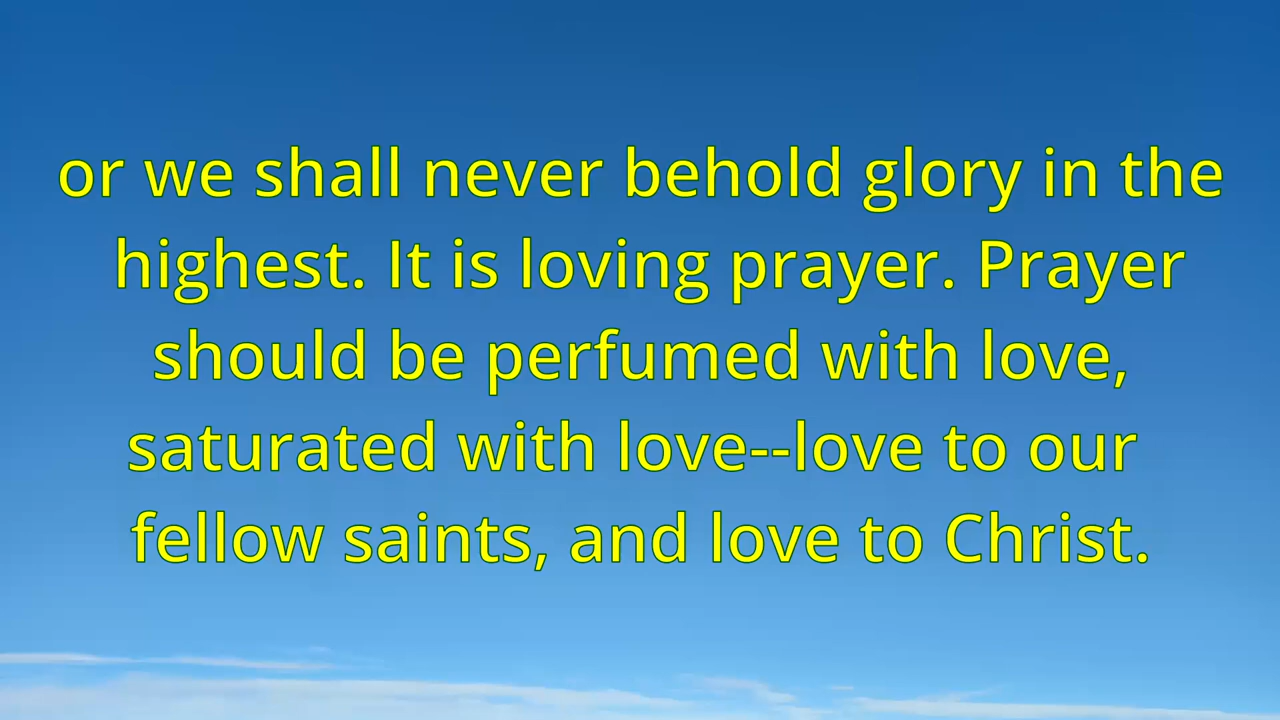 or we shall never behold glory in the
highest. It is loving prayer. Prayer
should be perfumed with love,
saturated with love--love to our
fellow saints, and love to Christ.